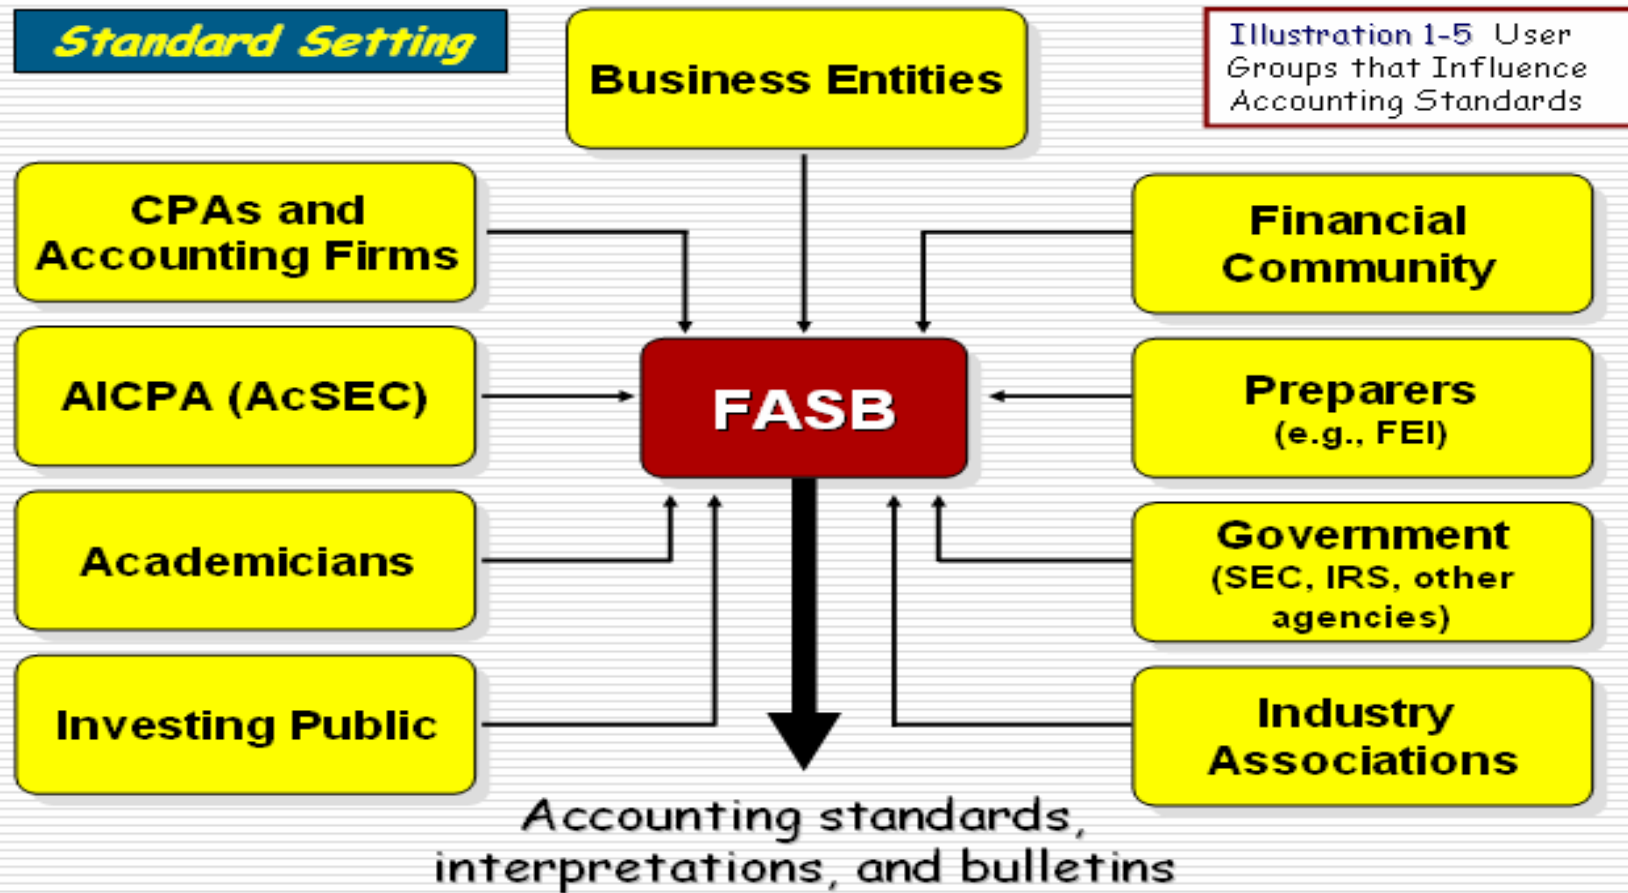 Standard Setting
Business Entities
Illustration 1-5 User
Groups that Influence
Accounting Standards
CPAs and
Accounting Firms
Financial
Community
AICPA (AcSEC)
FASB
Preparers
(e.g., FEI)
Academicians
Government
(SEC, IRS, other
agencies)
Investing Public
Industry
Associations
Accounting standards,
interpretations, and bulletins